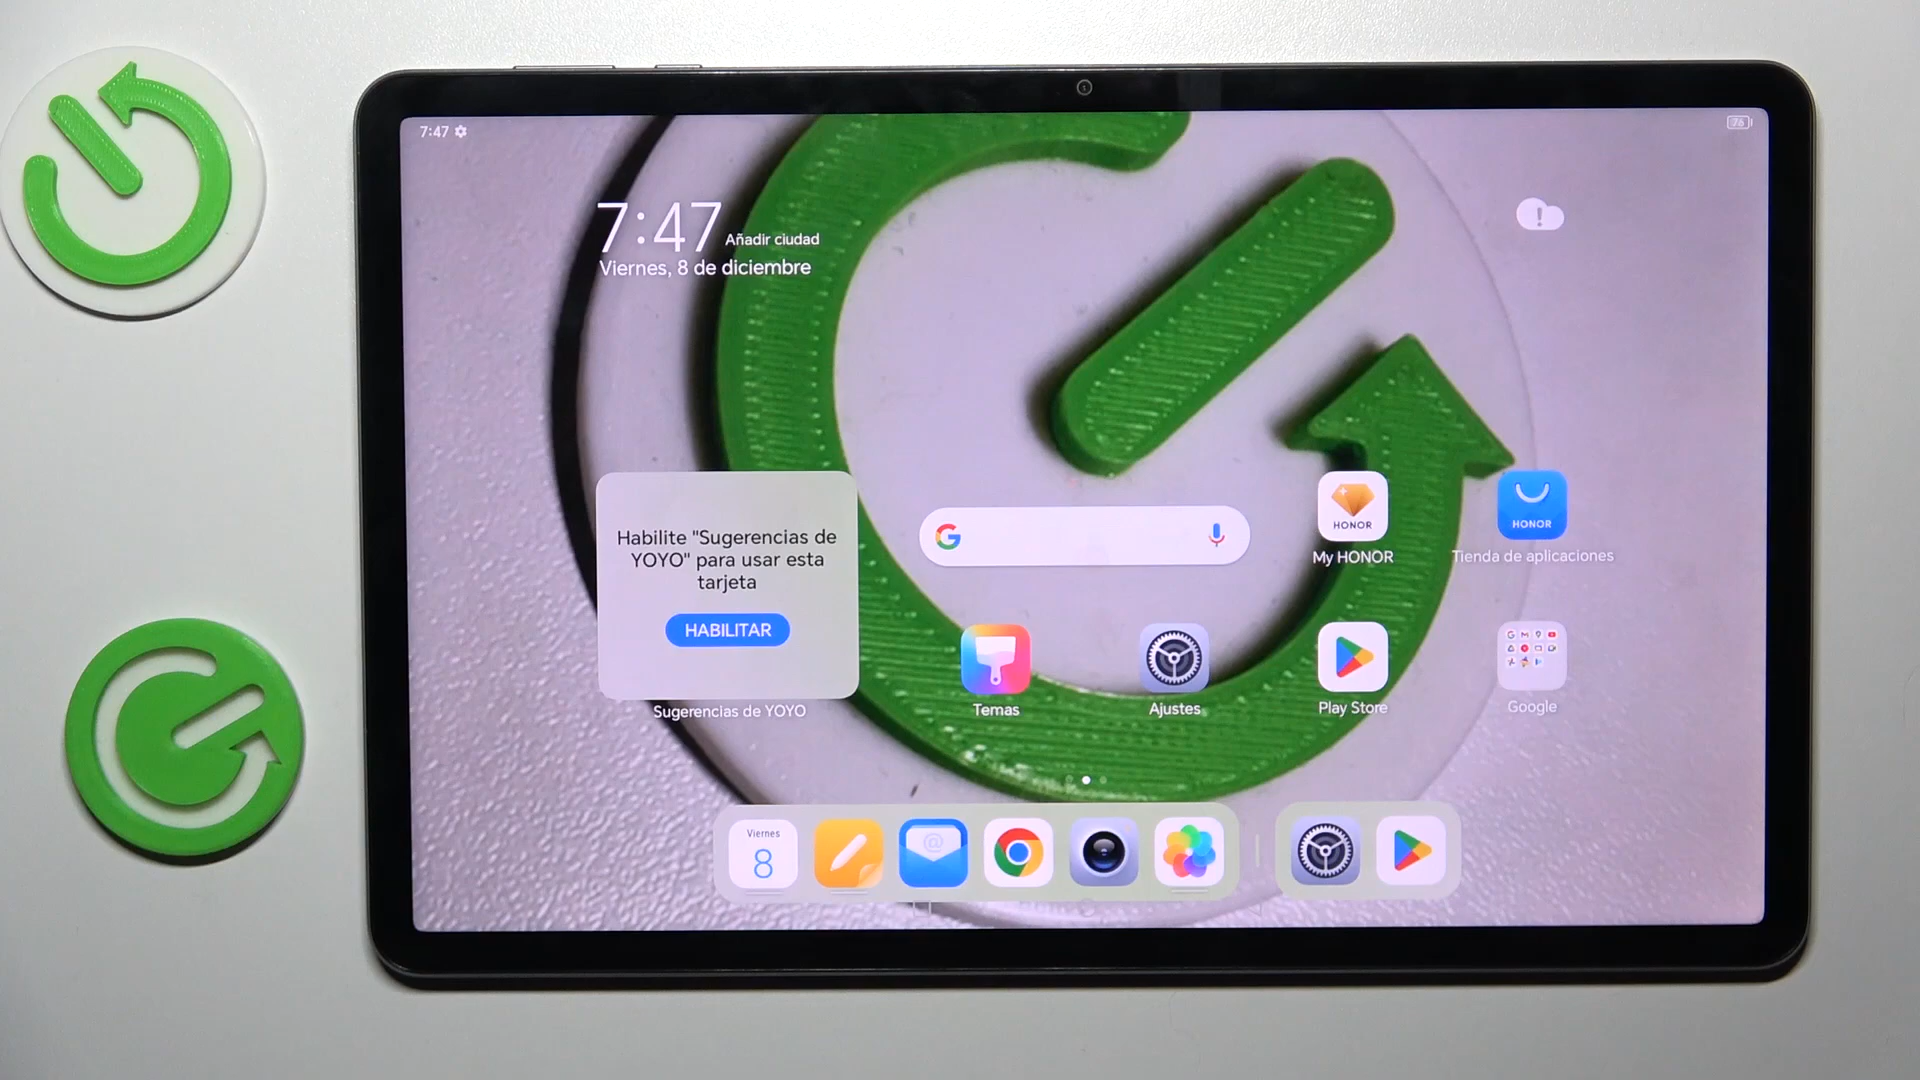 7:47
76
7:47 Añadir ciudad
Viernes, 8 de diciembre
Habilite "Sugerencias de
YOYO" para usar esta
tarjeta
HABILITAR
Sugerencias de YOYO
HONOR
My HONOR
HONOR
Tienda de aplicaciones
Temas
Ajustes
Play Store
Google
Viernes
8